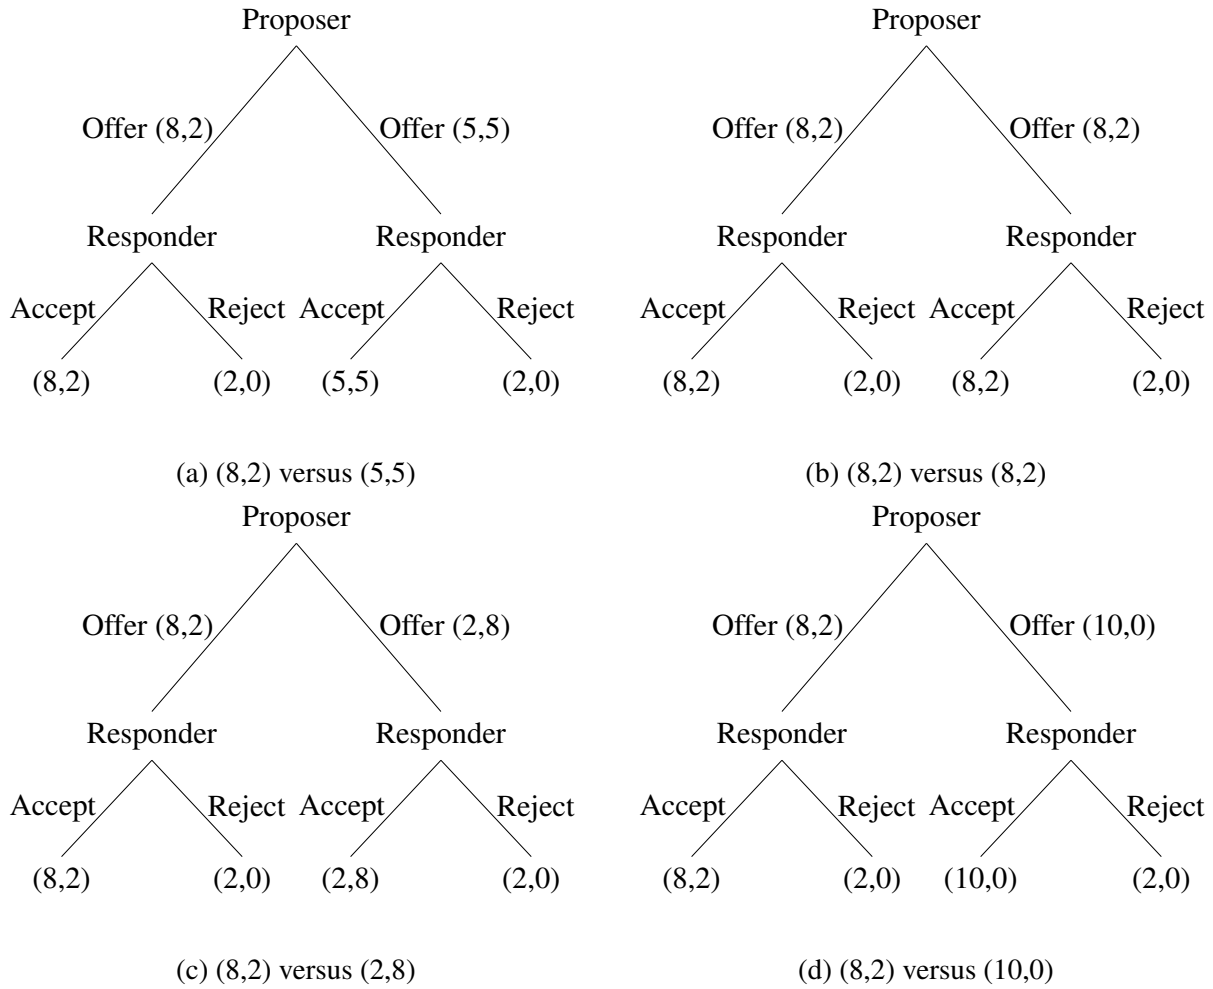 Proposer
Offer (8,2) Offer (5,5)
Responder Responder
Accept Reject Accept Reject
(8,2) (2,0) (5,5) (2,0)
(a) (8,2) versus (5,5)
Proposer
Offer (8,2) Offer (8,2)
Responder Responder
Accept Reject Accept Reject
(8,2) (2,0) (8,2) (2,0)
(b) (8,2) versus (8,2)
Proposer
Offer (8,2) Offer (2,8)
Responder Responder
Accept Reject Accept Reject
(8,2) (2,0) (2,8) (2,0)
(c) (8,2) versus (2,8)
Proposer
Offer (8,2) Offer (10,0)
Responder Responder
Accept Reject Accept Reject
(8,2) (2,0) (10,0) (2,0)
(d) (8,2) versus (10,0)